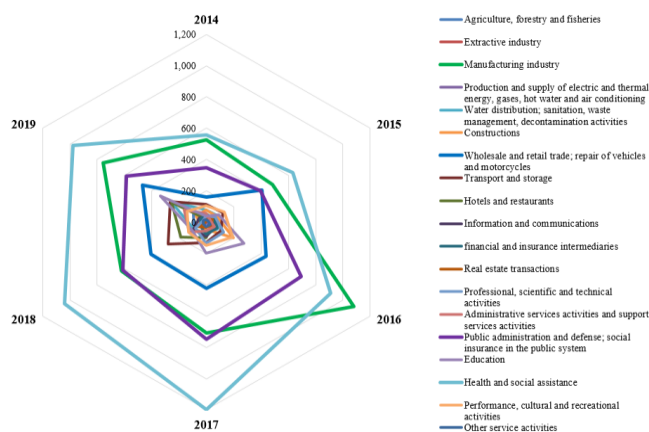 2014
1,200
1,000
800
600
400
200
2019
2015
2018
2016
2017
Agriculture, forestry and fisheries
Extractive industry
Manufacturing industry
Production and supply of electric and thermal
energy, gases, hot water and air conditioning
Water distribution; sanitation, waste
management, decontamination activities
Constructions
Wholesale and retail trade; repair of vehicles
and motorcycles
Transport and storage
Hotels and restaurants
Information and communications
financial and insurance intermediaries
Real estate transactions
Professional, scientific and technical
activities
Administrative services activities and support
services activities
Public administration and defense; social
insurance in the public system
Education
Health and social assistance
Performance, cultural and recreational
activities
Other service activities